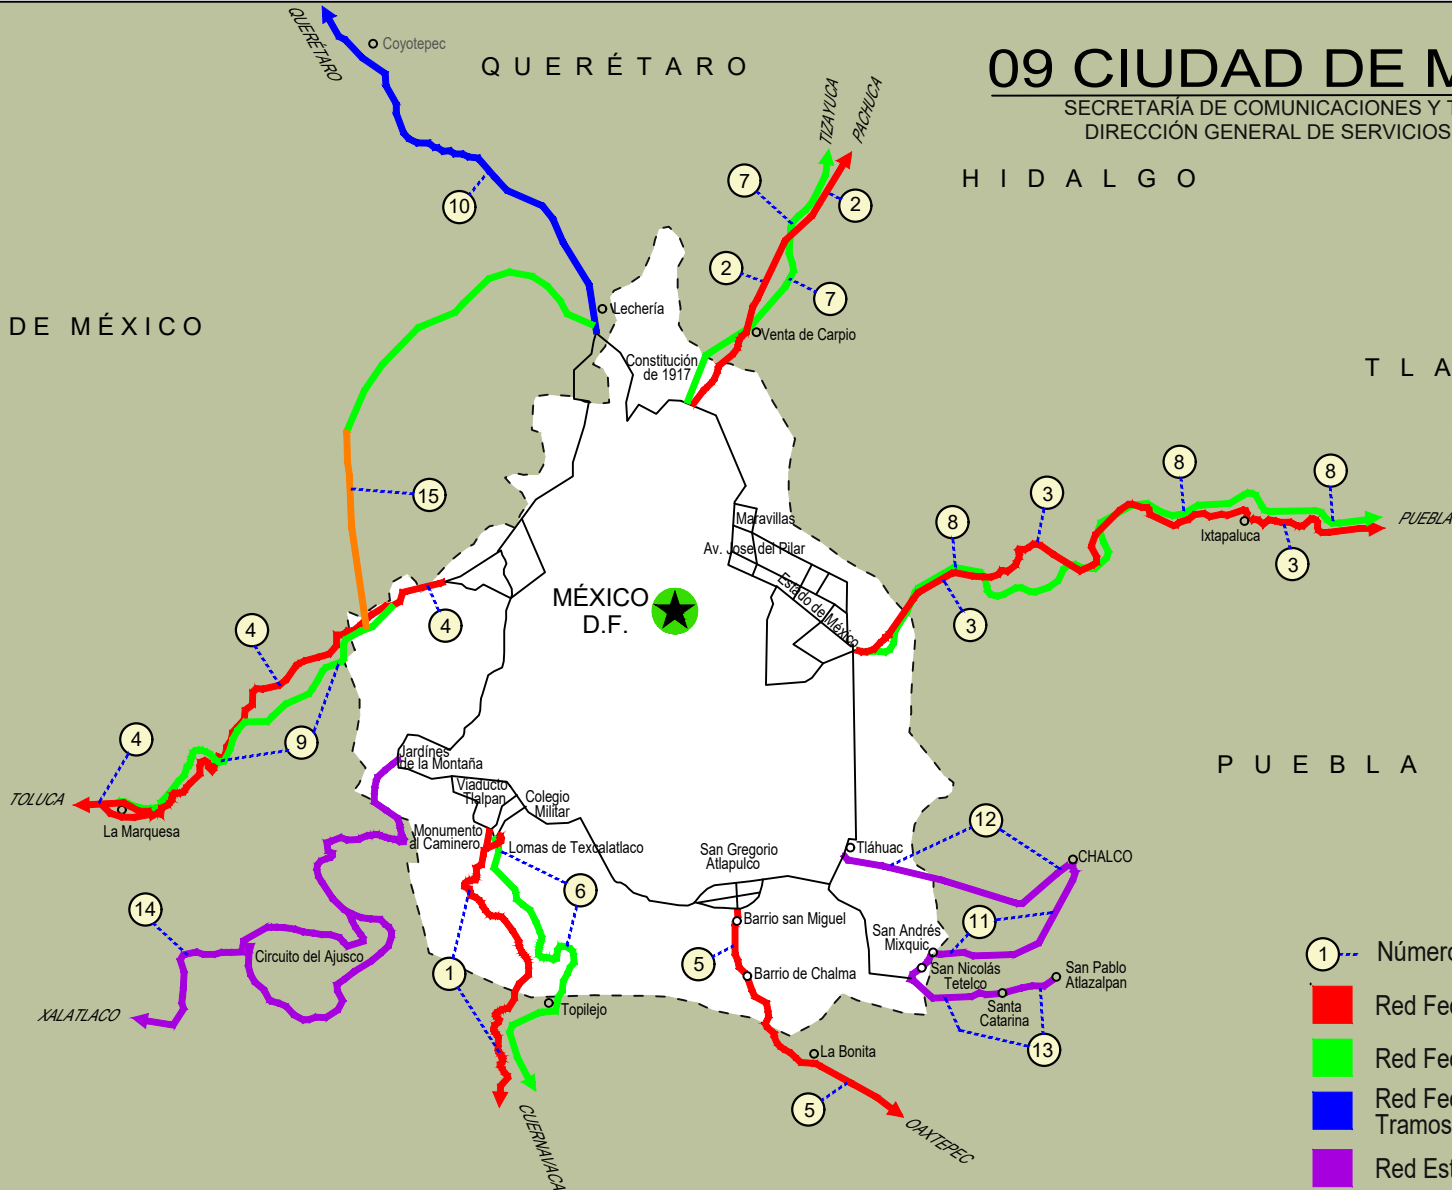 QUERÉTARO
Coyotepec
QUERÉTARO
09 CIUDAD DE M
SECRETARÍA DE COMUNICACIONES Y T
DIRECCIÓN GENERAL DE SERVICIOS
TIZAYUCA
PACHUCA
HIDALGO
7
2
10
2
7
Lechería
DE MÉXICO
Venta de Carpio
Constitución
de 1917
TLA
8
8
3
15
Maravillas
8
PUEBLA
Ixtapaluca
Av. Jose del Pilar
3
Estado de México
MÉXICO
D.F.
4
4
3
4
9
Jardínes
de la Montaña
PUEBLA
Viaducto
Tlalpan
Colegio
Militar
TOLUCA
La Marquesa
Monumento
al Caminero
Lomas de Texcalatlaco
San Gregorio
Atlapulco
Tláhuac
12
CHALCO
6
14
Barrio san Miguel
San Andrés
Mixquic
11
Circuito del Ajusco
1
5
Barrio de Chalma
San Nicolás
Tetelco
San Pablo
Atlazalpan
Santa
Catarina
1
Número
XALATLACO
Topilejo
Red Fed
13
La Bonita
Red Fed
5
CUERNAVACA
OAXTEPEC
Red Fed
Tramos
Red Est